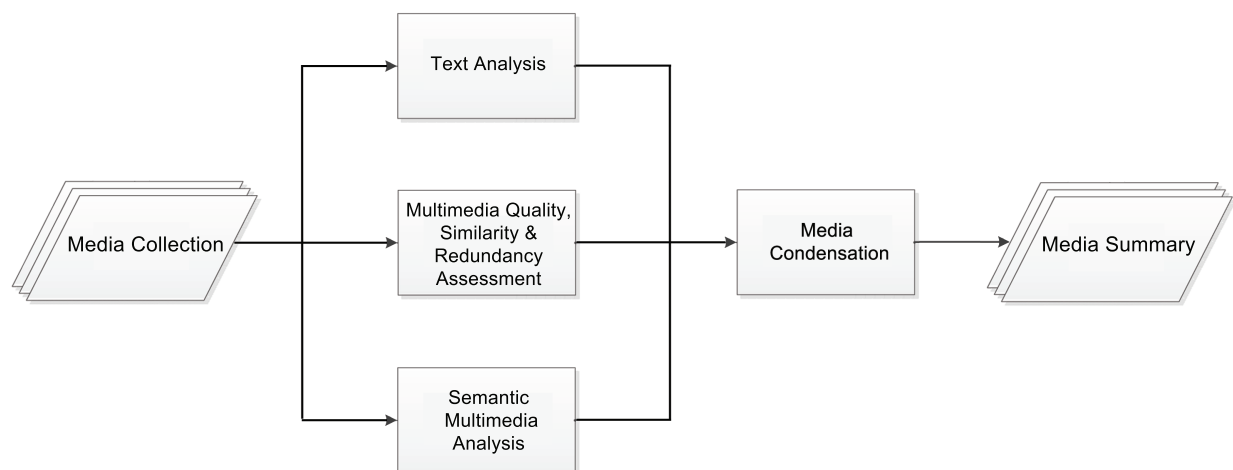 Text Analysis
Media Collection
Multimedia Quality,
Similarity &
Redundancy
Assessment
Media
Condensation
Media Summary
Semantic
Multimedia
Analysis